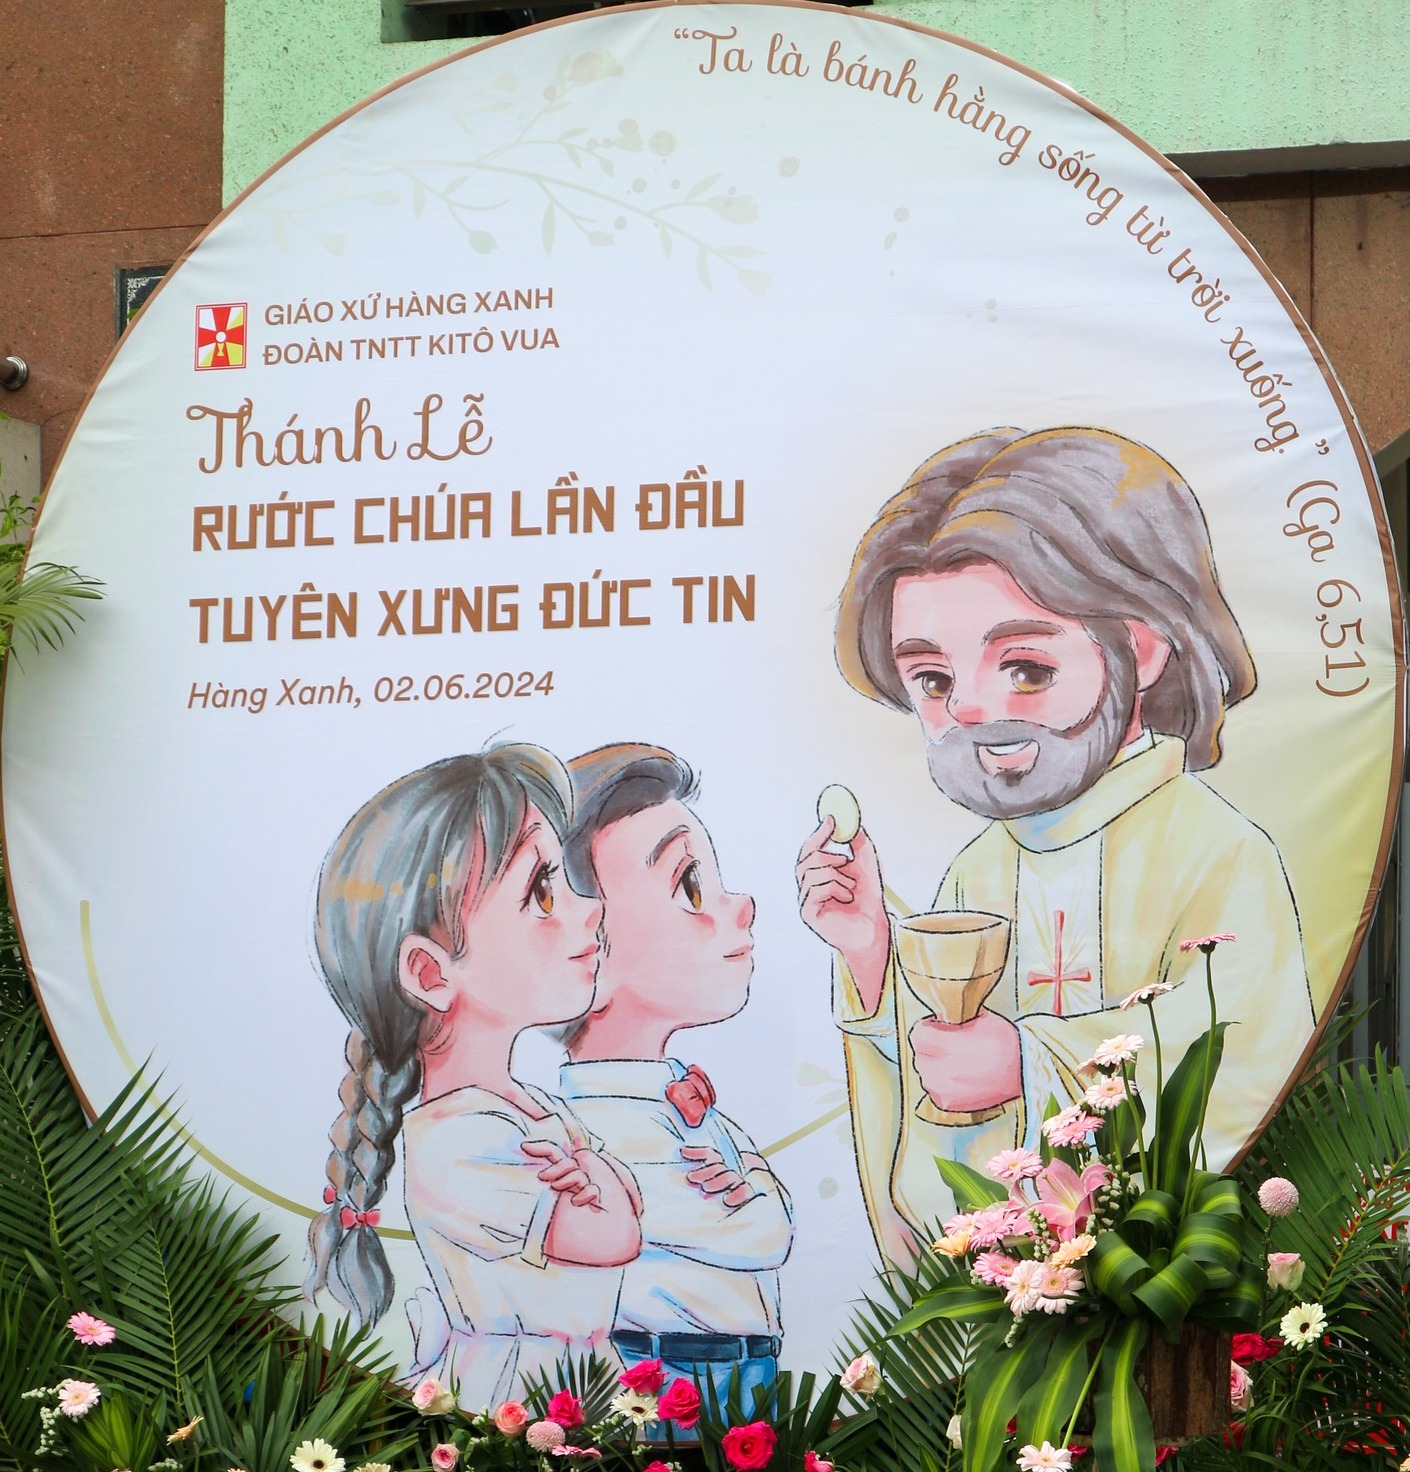 “Ta là bánh hằng sống từ trời xuống.” (Ga 6,51)
GIÁO XỨ HÀNG XANH
ĐOÀN TNTT KITÔ VUA
Thánh Lễ
RƯỚC CHÚA LẦN ĐẦU
TUYÊN XƯNG ĐỨC TIN
Hàng Xanh, 02.06.2024